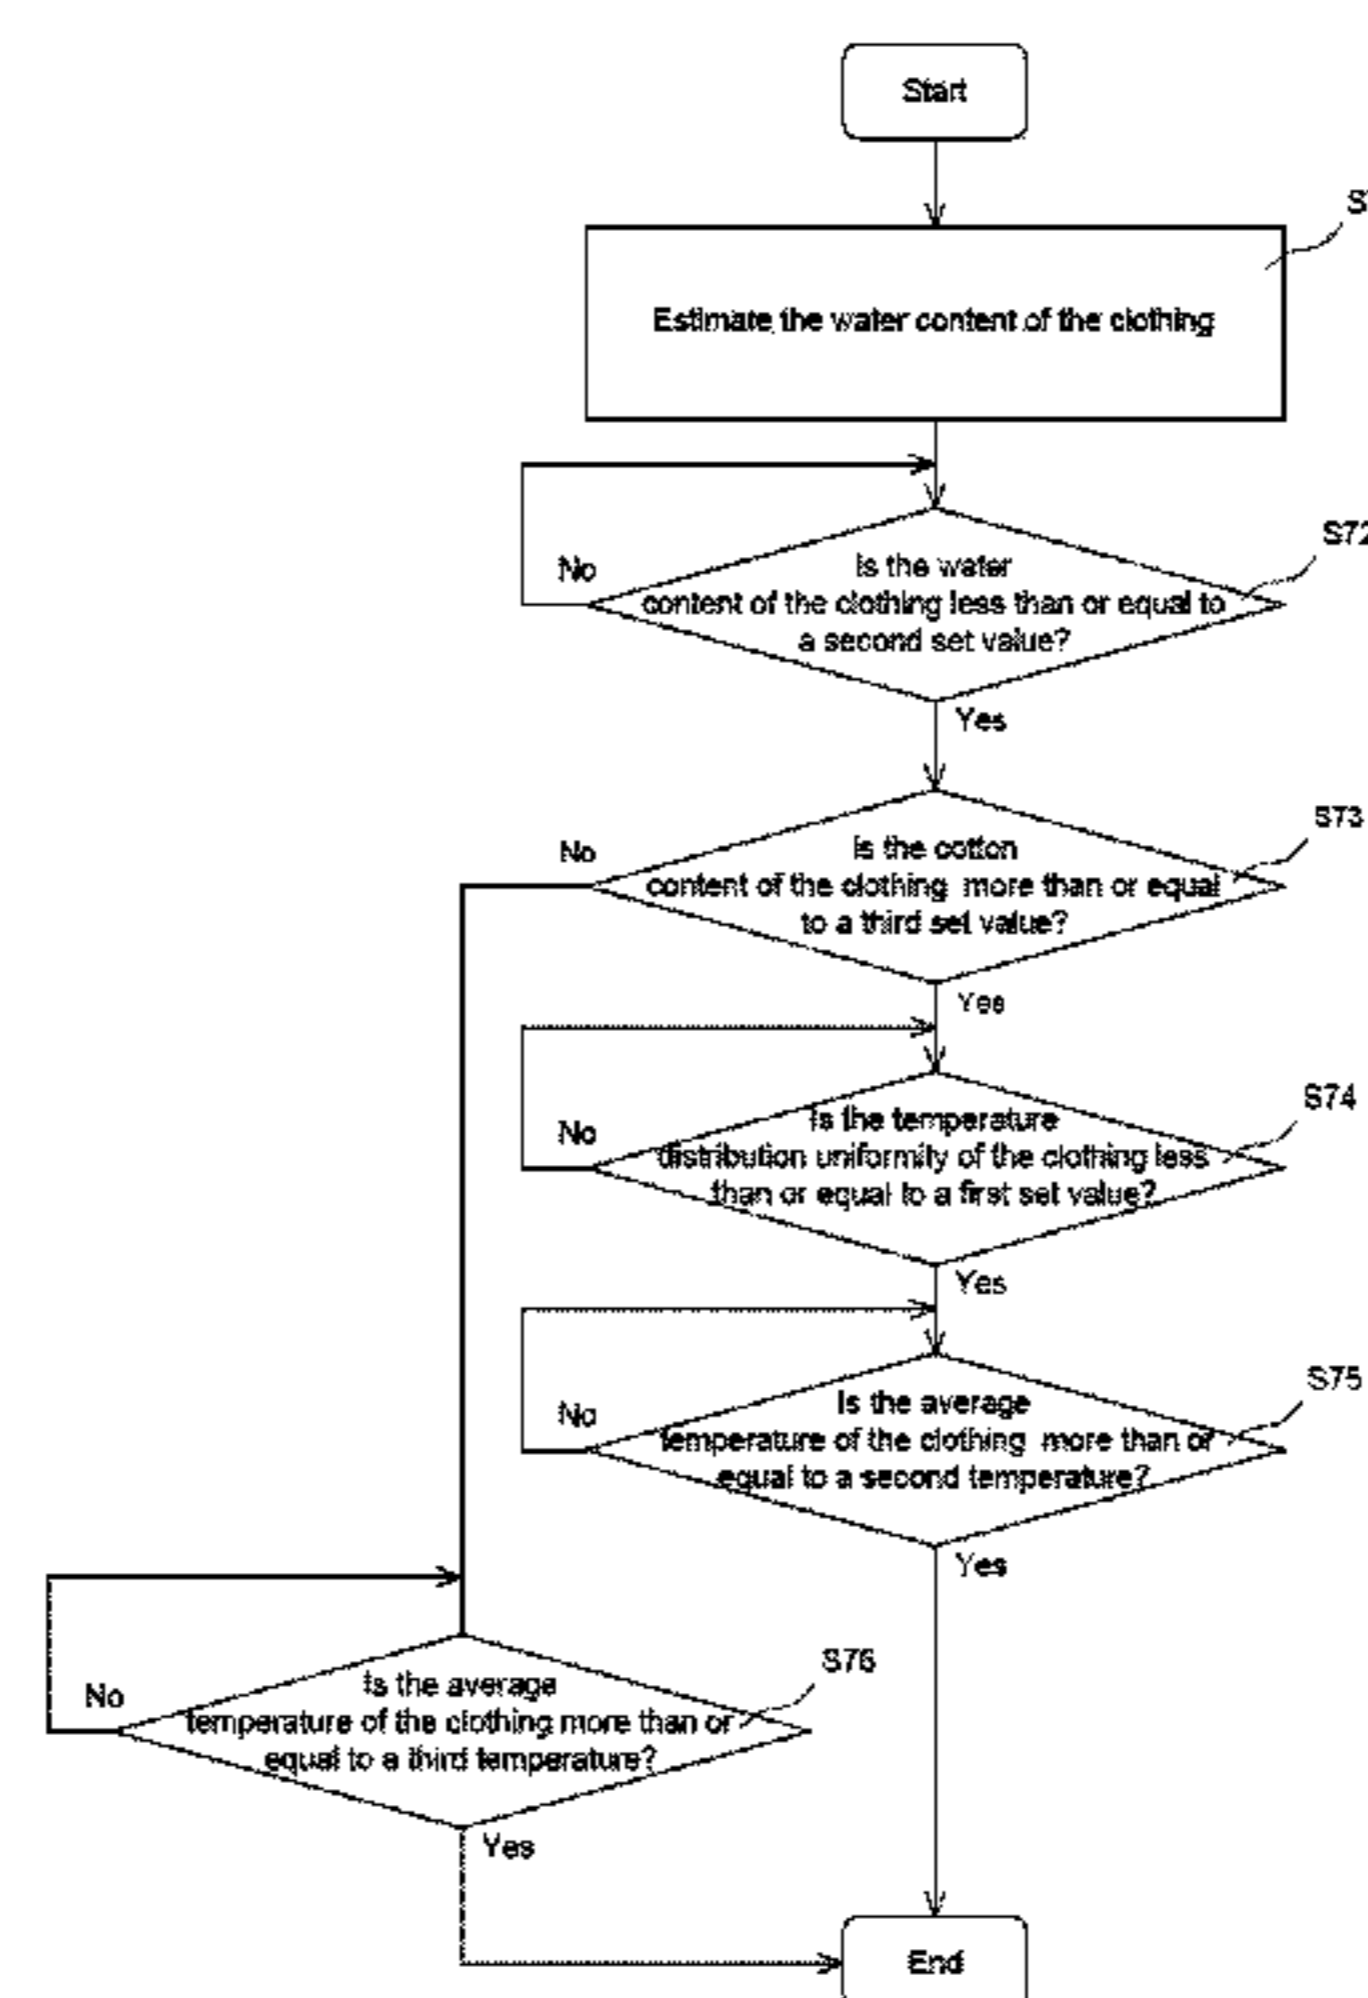 Start
S
Estimate the water content of the clothing
No
Is the water
content of the clothing less than or equal to
a second set value?
S72
Yes
No
Is the cotton
content of the clothing more than or equal
to a third set value?
S73
Yes
No
Is the temperature
distribution uniformity of the clothing less
than or equal to a first set value?
S74
Yes
No
Is the average
temperature of the clothing more than or
equal to a second temperature?
S75
Yes
No
Is the average
temperature of the clothing more than or
equal to a third temperature?
S76
Yes
End